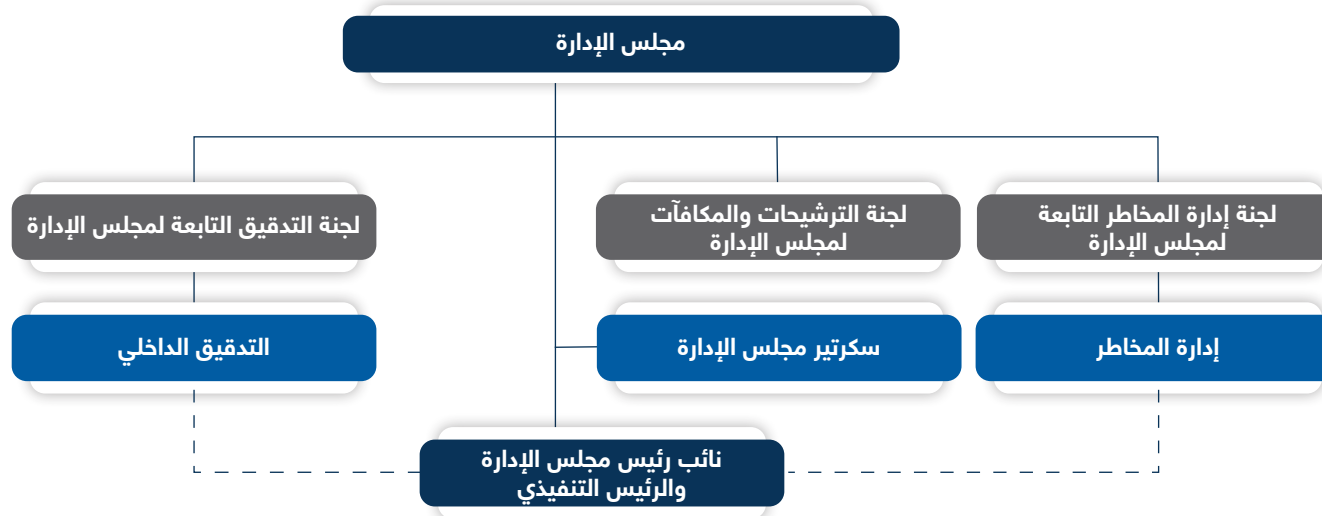 مجلس الإدارة
لجنة إدارة المخاطر التابعة
لمجلس الإدارة
لجنة الترشيحات والمكافآت
لمجلس الإدارة
لجنة التدقيق التابعة لمجلس الإدارة
إدارة المخاطر
سكرتير مجلس الإدارة
التدقيق الداخلي
نائب رئيس مجلس الإدارة
والرئيس التنفيذي